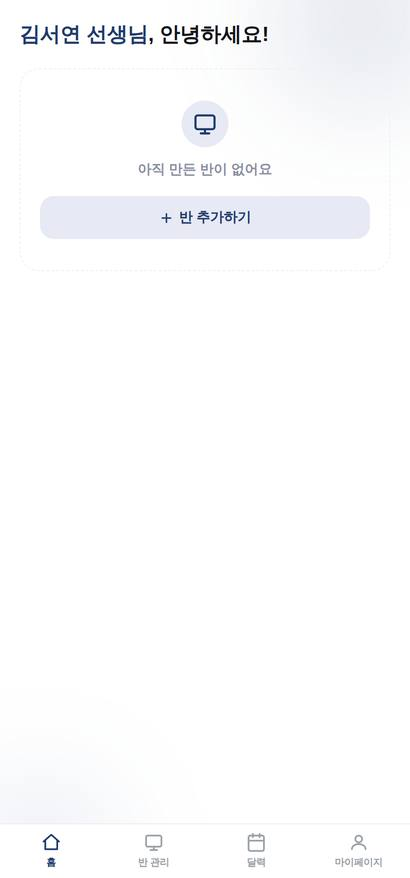 김서연 선생님, 안녕하세요!
아직 만든 반이 없어요
+ 반 추가하기
홈
반 관리
달력
마이페이지